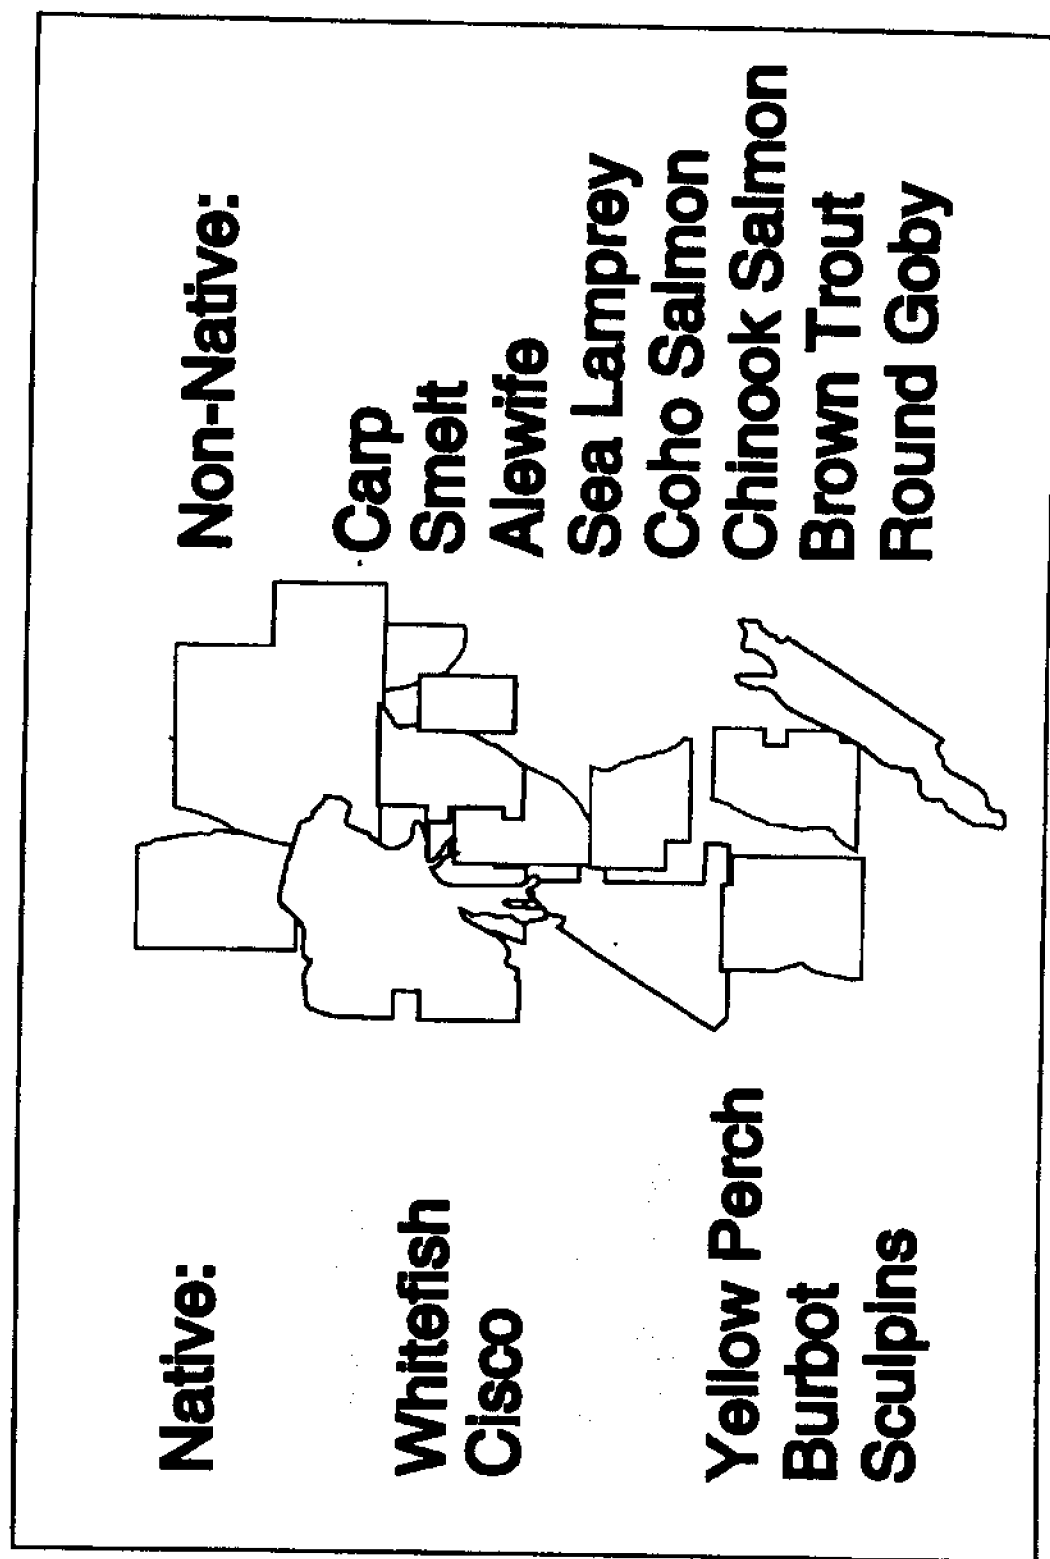 Native:
Whitefish
Cisco
Yellow Perch
Burbot
Sculpins
Non-Native:
Carp
Smelt
Alewife
Sea Lamprey
Coho Salmon
Chinook Salmon
Brown Trout
Round Goby